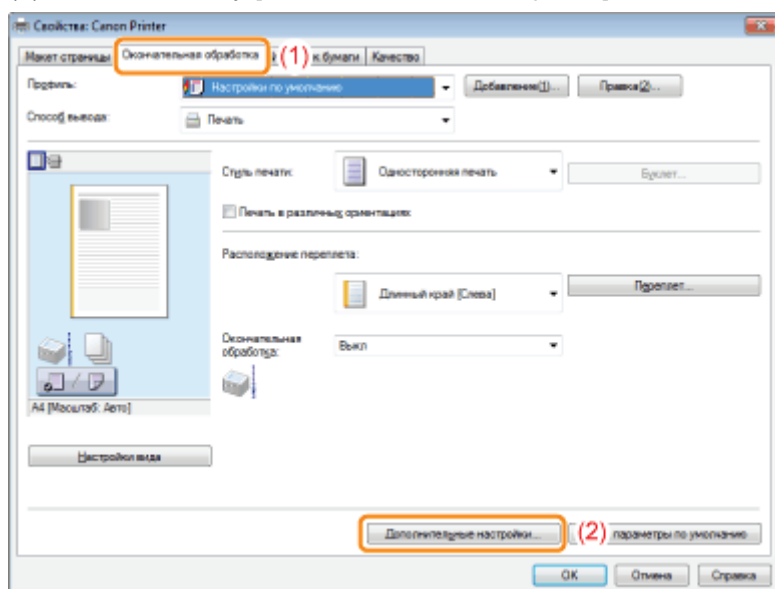 Свойства: Canon Printer
Макет страницы Окончательная обработка (1) к бумаги Качество
Профиль: Настройки по умолчанию Добавление(1)... Правка(2)...
Способ вывода: Печать
Стиль печати: Односторонняя печать Буклет...
Печать в различных ориентациях
Расположение переплета:
Длинный край [Слева] Переплет...
Окончательная обработка: Выкл
A4 [Масштаб: Авто]
Настройки вида
Дополнительные настройки... (2) параметры по умолчанию
OK Отмена Справка